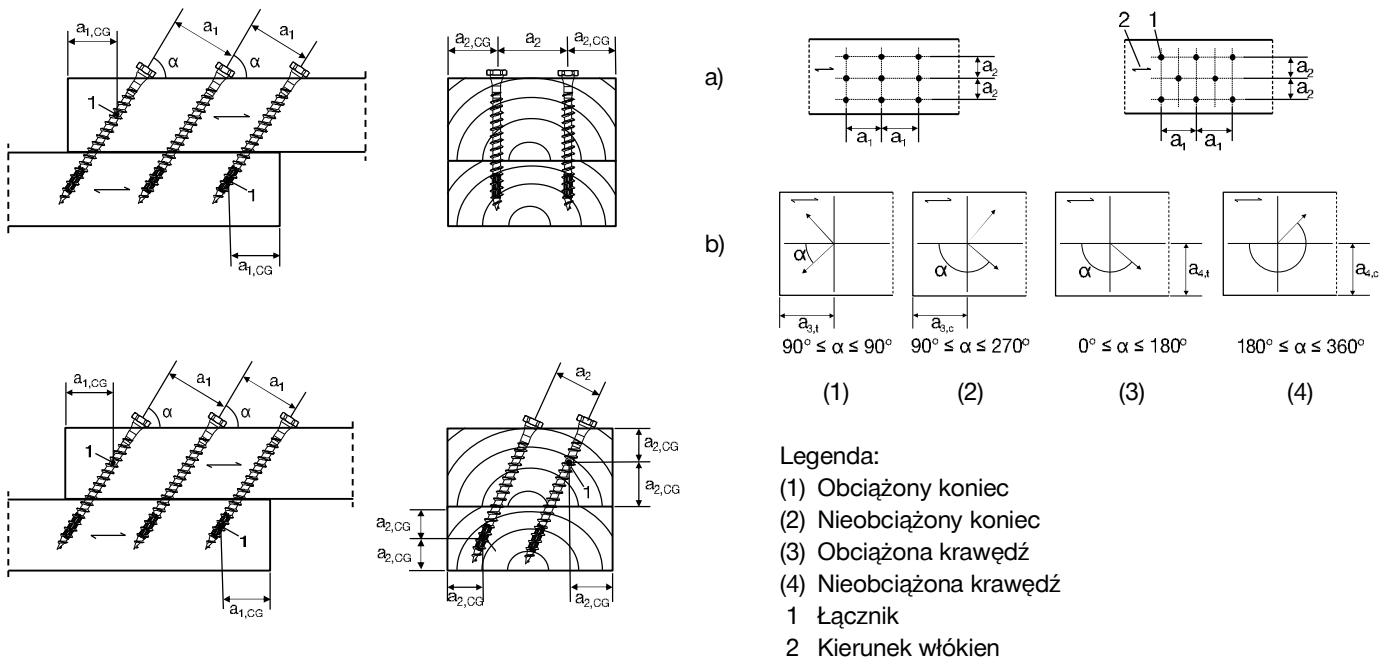 a₁,CG α a₁ α a₁
1
1
a₁,CG
a₂,CG a₂ a₂,CG
a) 2 1
a₂
a₂
a₁ a₁
a₂
a₂
a₁ a₁
b)
α α α
a₃,t a₃,c a₄,t a₄,c
90° ≤ α ≤ 90° 90° ≤ α ≤ 270° 0° ≤ α ≤ 180° 180° ≤ α ≤ 360°
(1) (2) (3) (4)
a₁,CG a₁ α a₁ α
1
1
a₁,CG
a₂
a₂,CG
1
a₂,CG
a₂,CG
a₂,CG
a₂,CG a₂,CG
Legenda:
(1) Obciążony koniec
(2) Nieobciążony koniec
(3) Obciążona krawędź
(4) Nieobciążona krawędź
1 Łącznik
2 Kierunek włókien